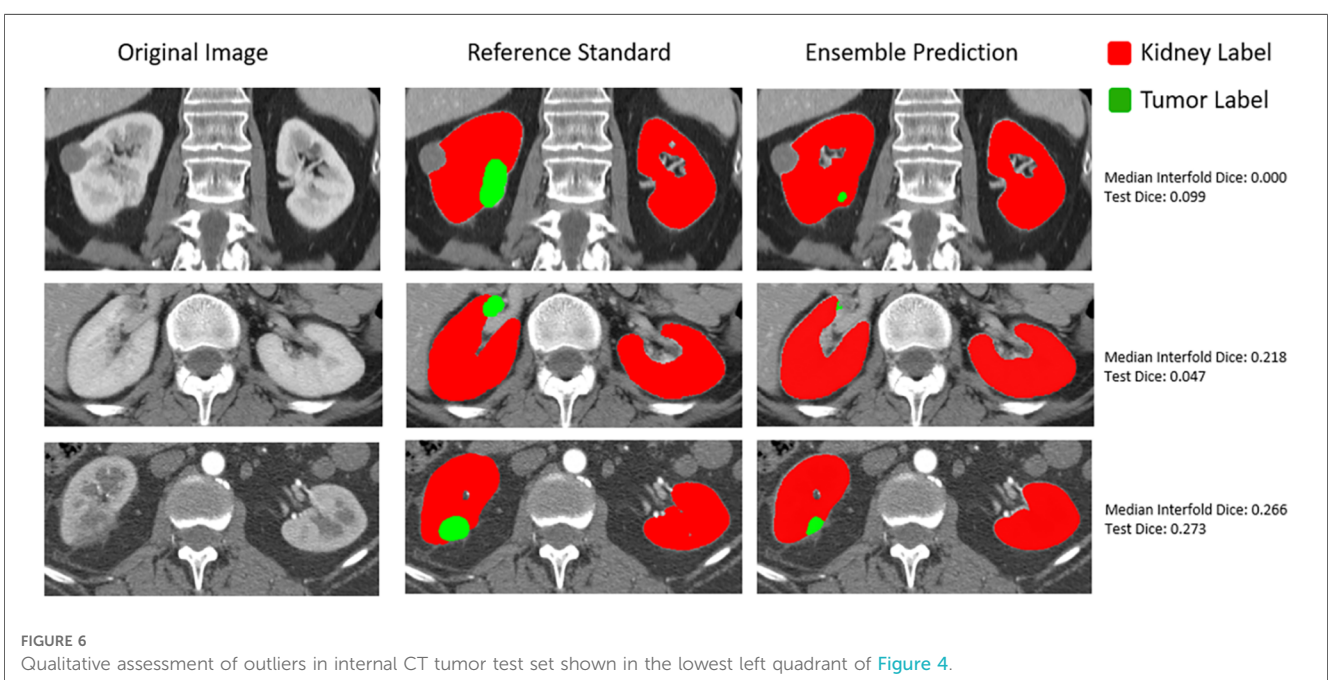 Original Image
Reference Standard
Ensemble Prediction
Kidney Label
Tumor Label
Median Interfold Dice: 0.000
Test Dice: 0.099
Median Interfold Dice: 0.218
Test Dice: 0.047
Median Interfold Dice: 0.266
Test Dice: 0.273
FIGURE 6
Qualitative assessment of outliers in internal CT tumor test set shown in the lowest left quadrant of Figure 4.